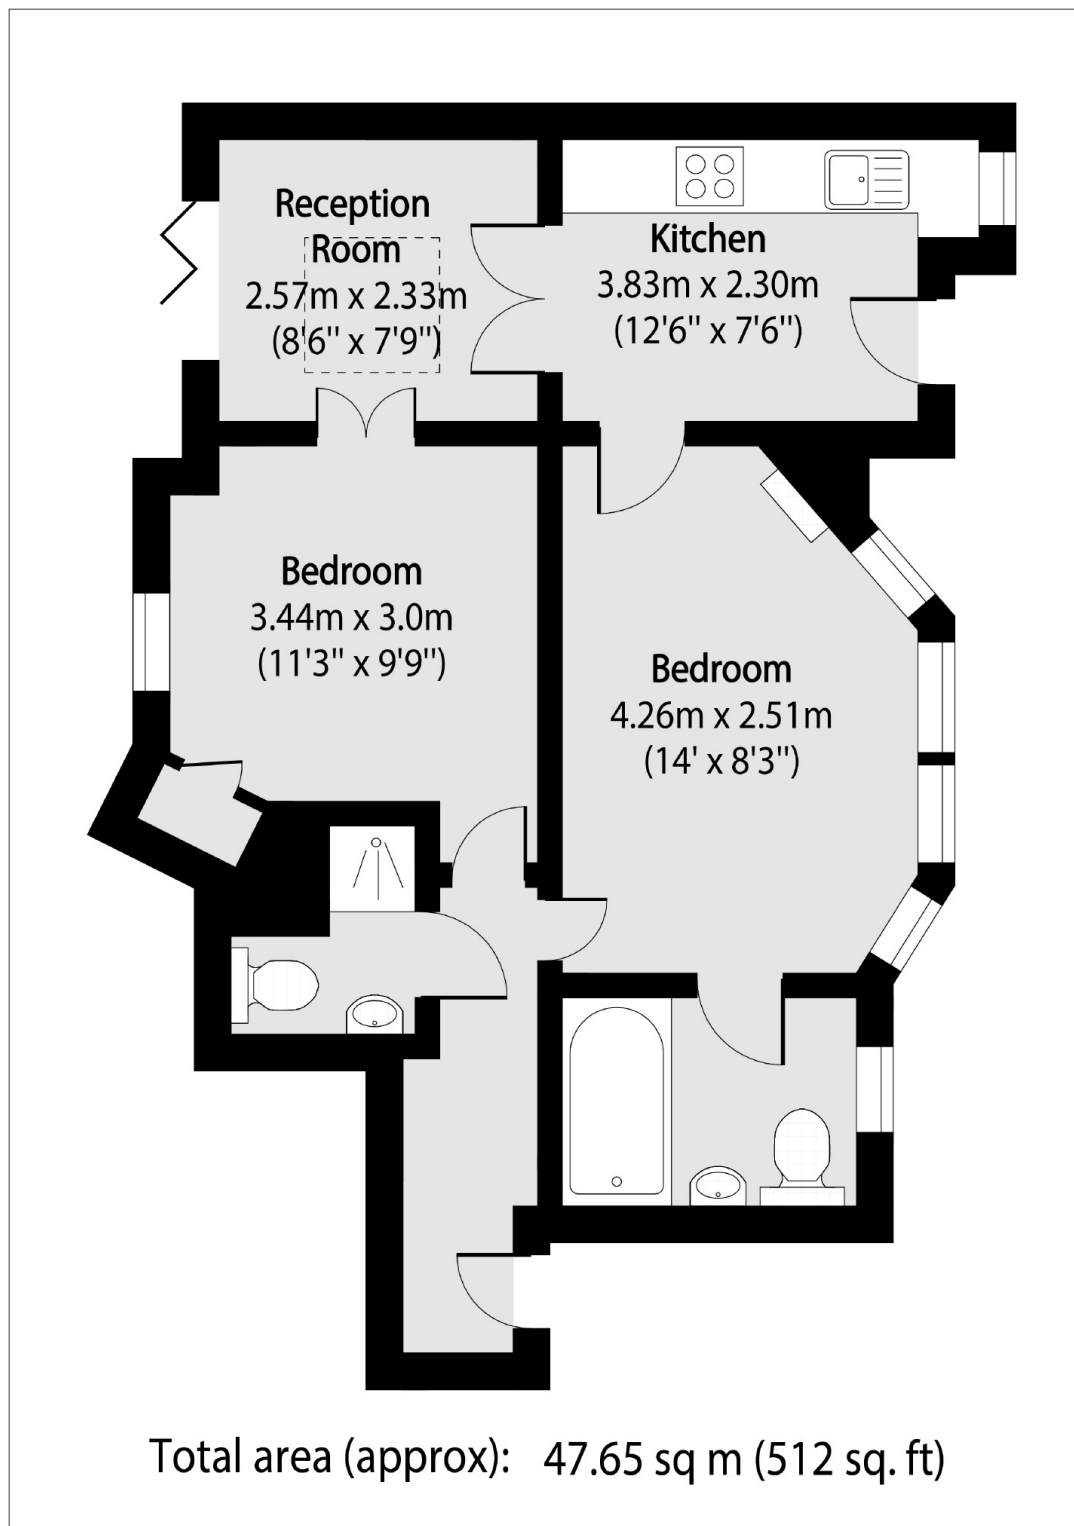 Reception
Room
2.57m x 2.33m
(8'6'' x 7'9'')
Kitchen
3.83m x 2.30m
(12'6'' x 7'6'')
Bedroom
3.44m x 3.0m
(11'3'' x 9'9'')
Bedroom
4.26m x 2.51m
(14' x 8'3'')
Total area (approx): 47.65 sq m (512 sq. ft)